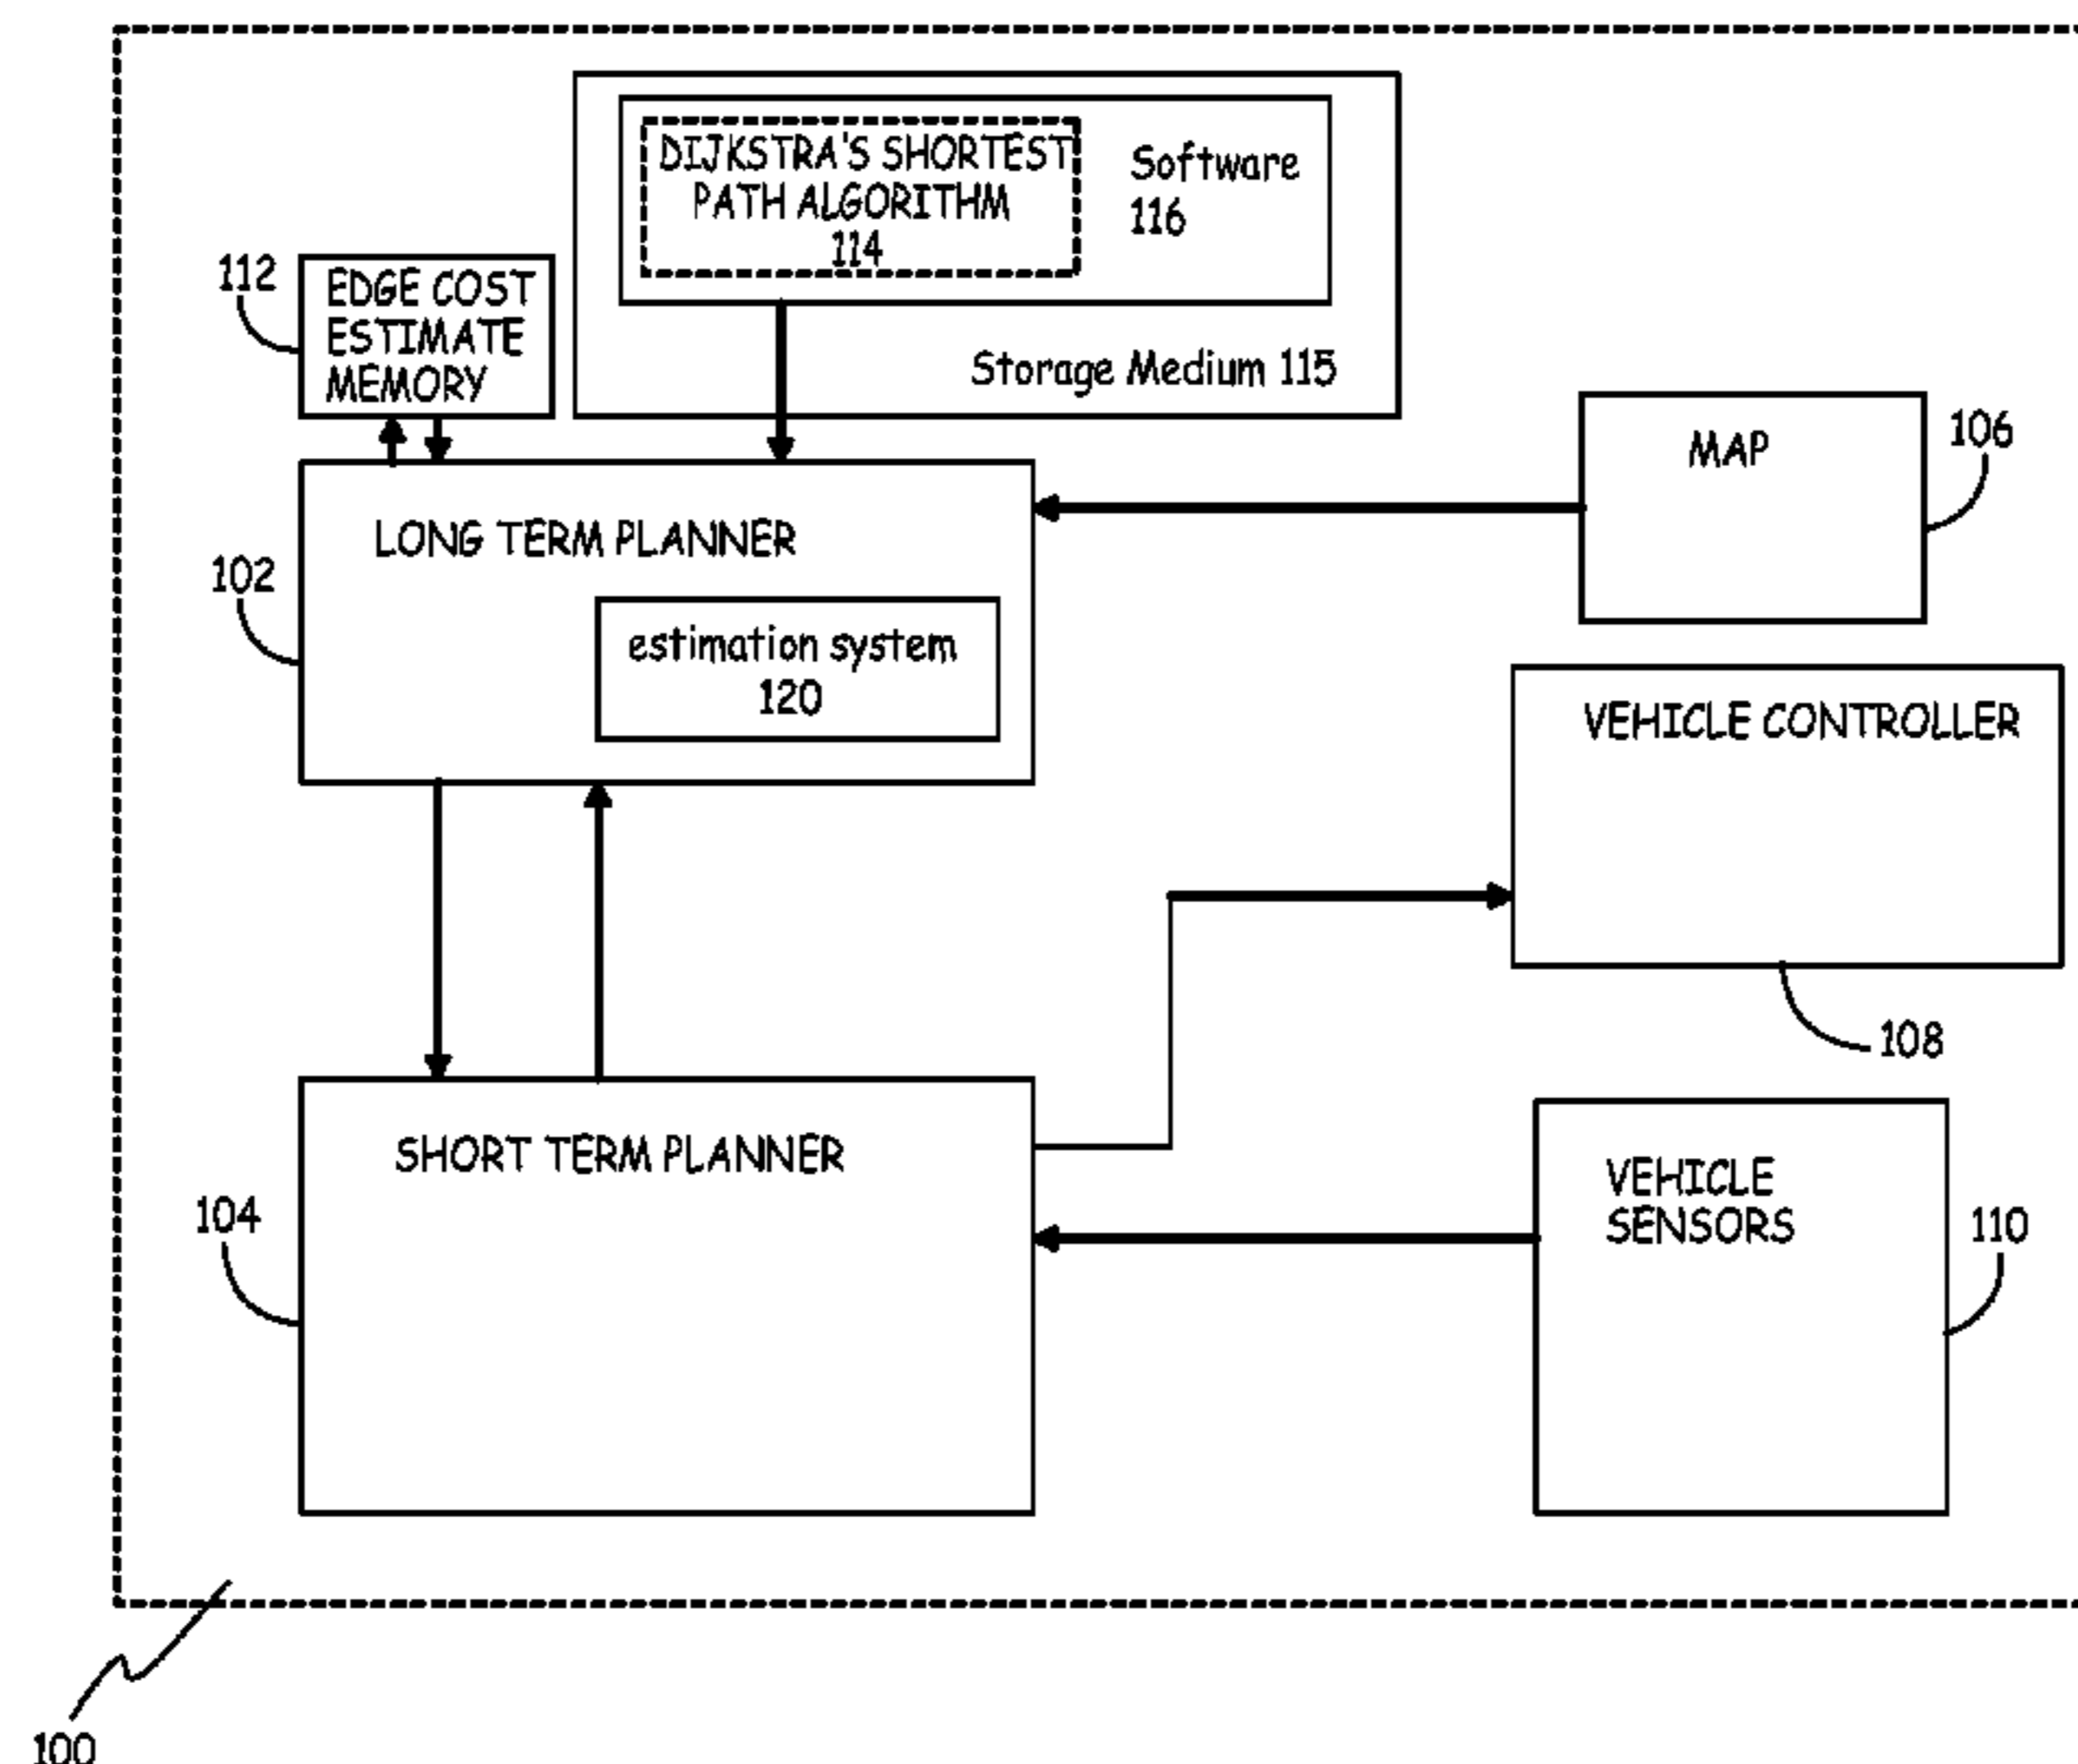 DIJKSTRA'S SHORTEST
PATH ALGORITHM
114
Software
116
Storage Medium 115
112
EDGE COST
ESTIMATE
MEMORY
MAP
106
LONG TERM PLANNER
102
estimation system
120
VEHICLE CONTROLLER
108
SHORT TERM PLANNER
104
VEHICLE
SENSORS
110
100